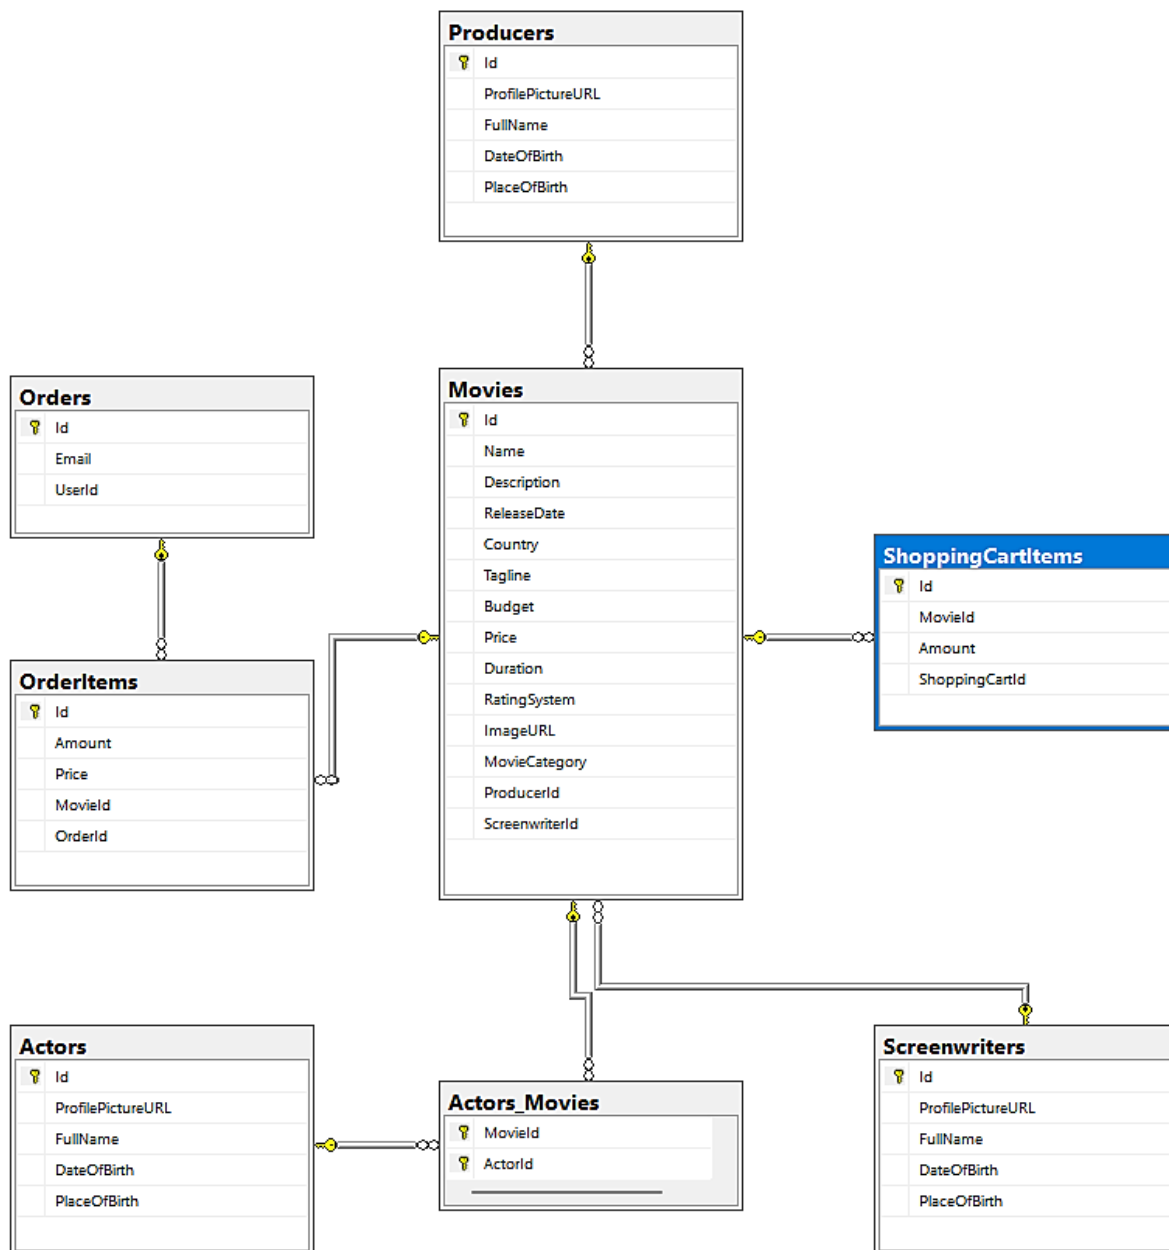 Producers
Id
ProfilePictureURL
FullName
DateOfBirth
PlaceOfBirth
Orders
Id
Email
UserId
Movies
Id
Name
Description
ReleaseDate
Country
Tagline
Budget
Price
Duration
RatingSystem
ImageURL
MovieCategory
ProducerId
ScreenwriterId
ShoppingCartItems
Id
MovieId
Amount
ShoppingCartId
OrderItems
Id
Amount
Price
MovieId
OrderId
Actors
Id
ProfilePictureURL
FullName
DateOfBirth
PlaceOfBirth
Actors_Movies
MovieId
ActorId
Screenwriters
Id
ProfilePictureURL
FullName
DateOfBirth
PlaceOfBirth